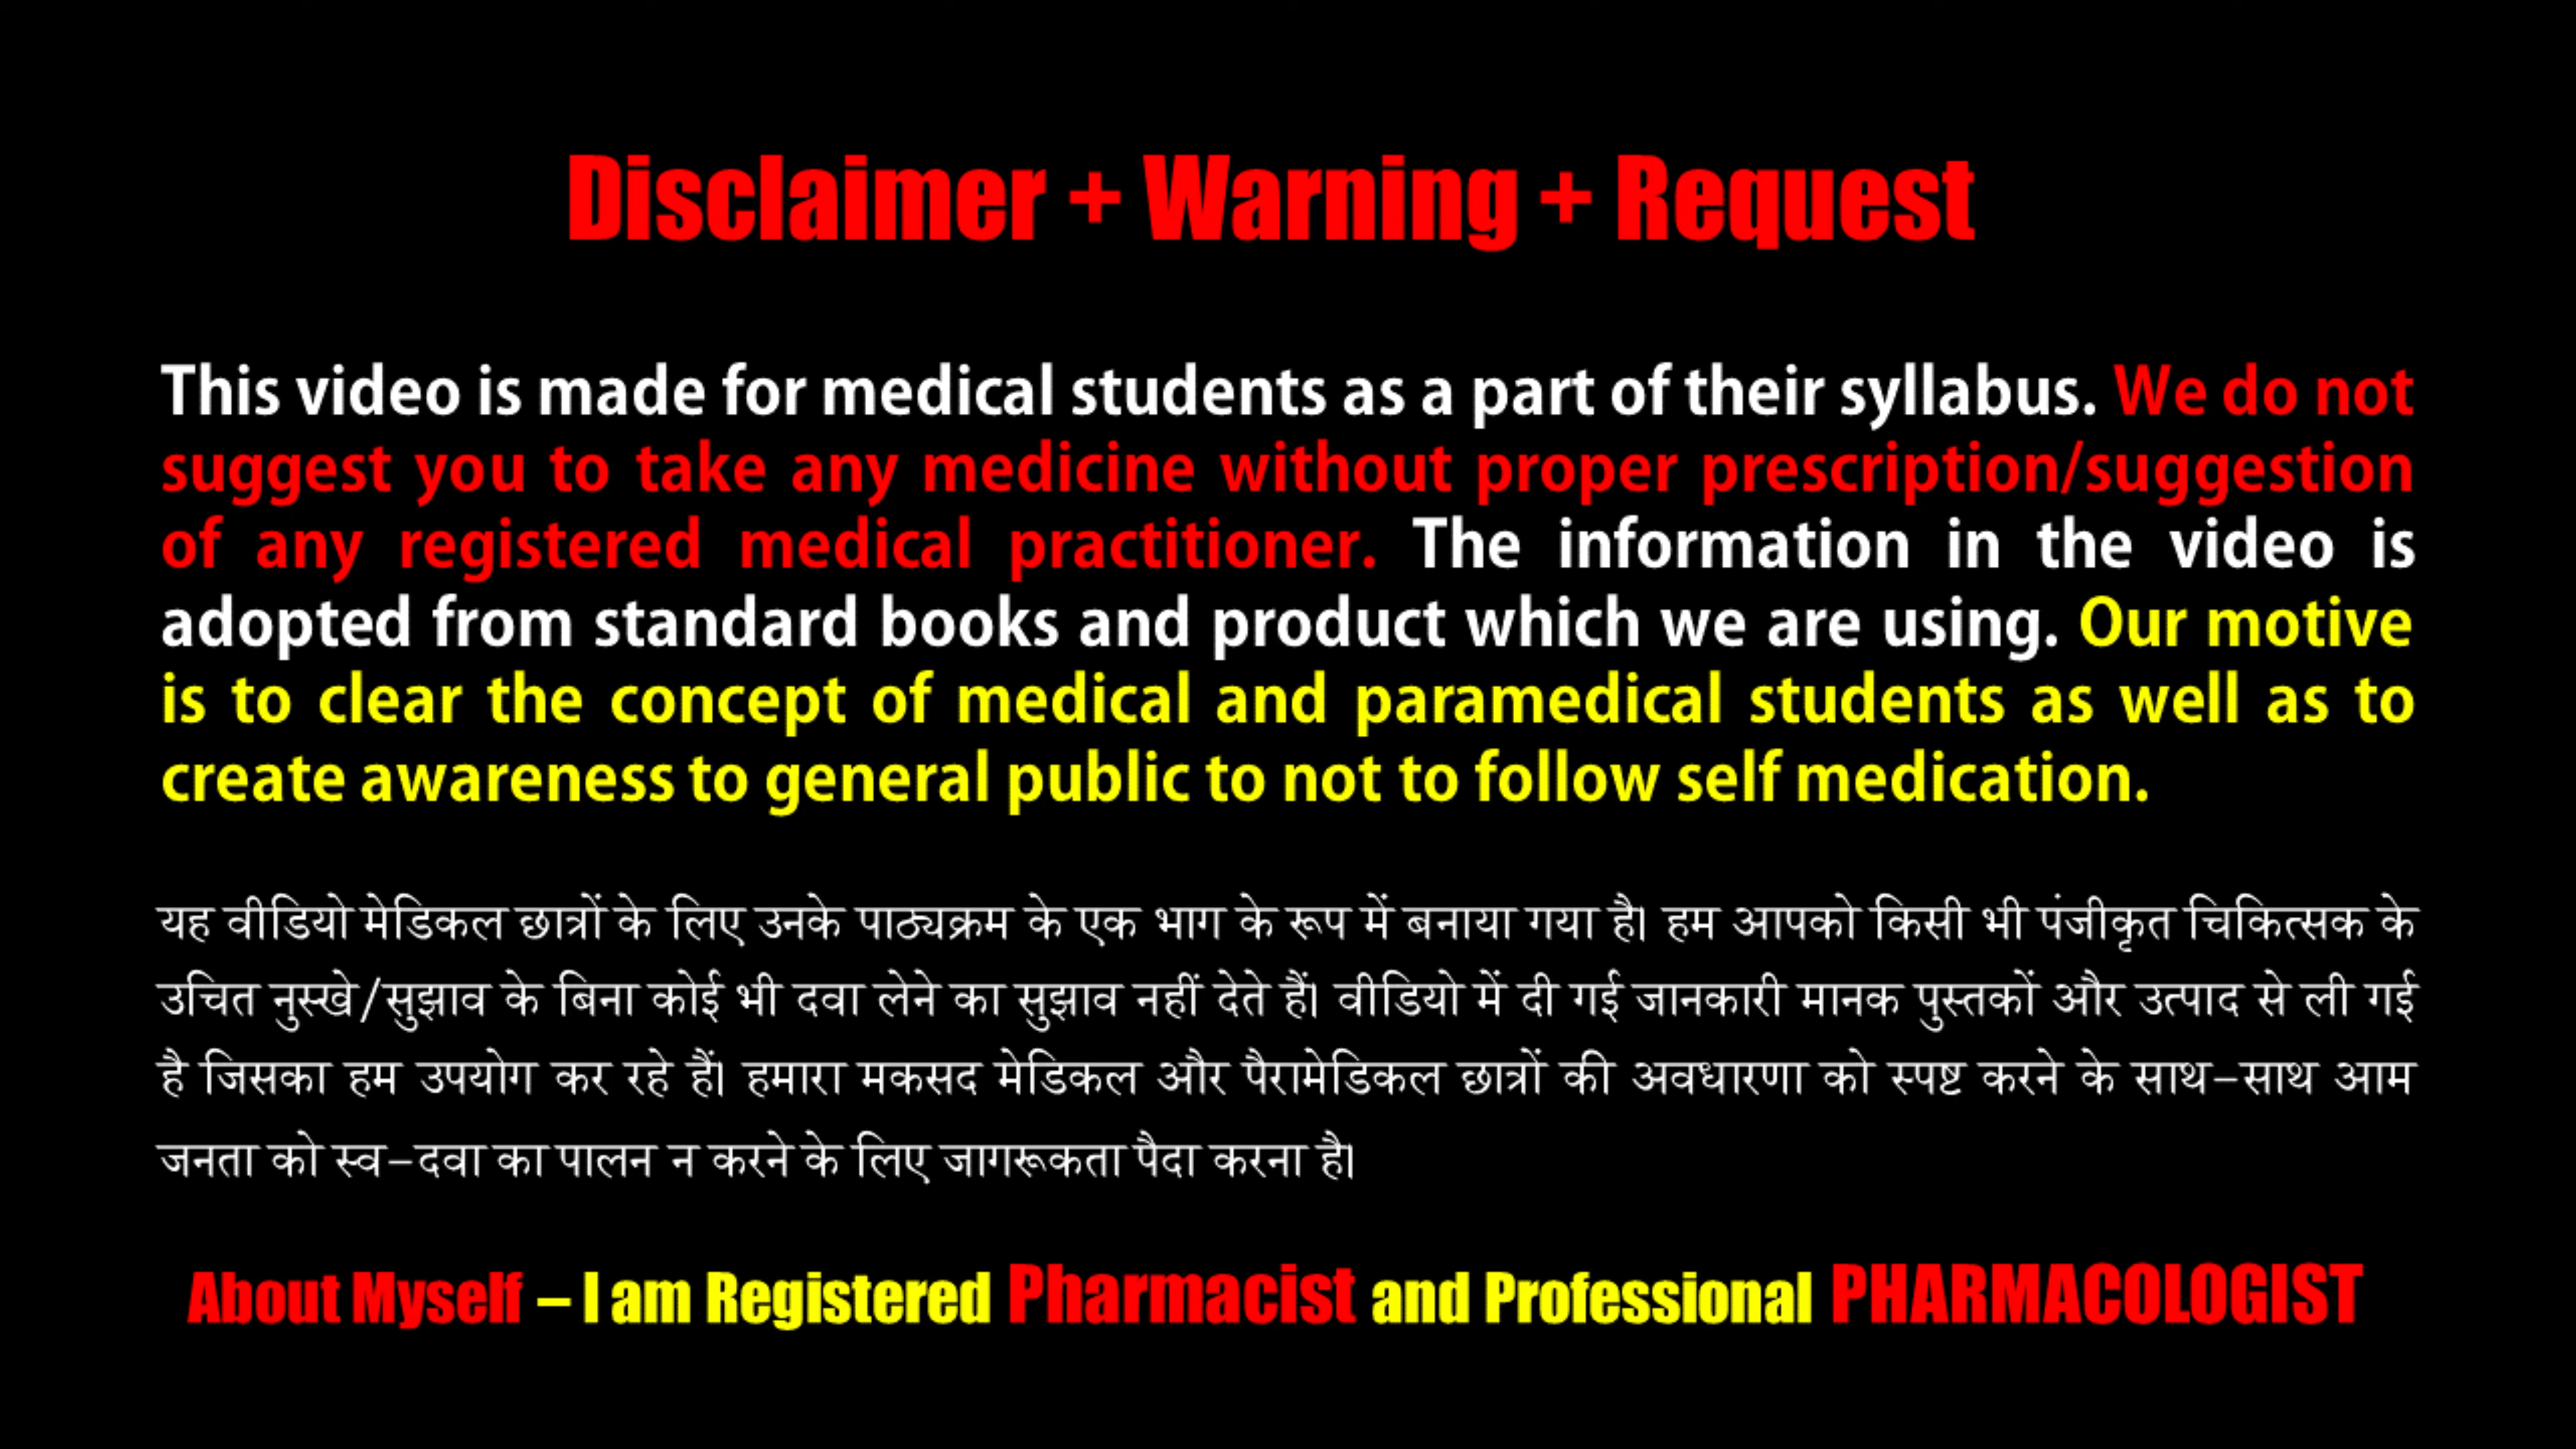 Disclaimer + Warning + Request
This video is made for medical students as a part of their syllabus. We do not
suggest you to take any medicine without proper prescription/suggestion
of any registered medical practitioner. The information in the video is
adopted from standard books and product which we are using. Our motive
is to clear the concept of medical and paramedical students as well as to
create awareness to general public to not to follow self medication.
यह वीडियो मेडिकल छात्रों के लिए उनके पाठ्यक्रम के एक भाग के रूप में बनाया गया है। हम आपको किसी भी पंजीकृत चिकित्सक के
उचित नुस्खे/सुझाव के बिना कोई भी दवा लेने का सुझाव नहीं देते हैं। वीडियो में दी गई जानकारी मानक पुस्तकों और उत्पाद से ली गई
है जिसका हम उपयोग कर रहे हैं। हमारा मकसद मेडिकल और पैरामेडिकल छात्रों की अवधारणा को स्पष्ट करने के साथ-साथ आम
जनता को स्व-दवा का पालन न करने के लिए जागरूकता पैदा करना है।
About Myself – I am Registered Pharmacist and Professional PHARMACOLOGIST